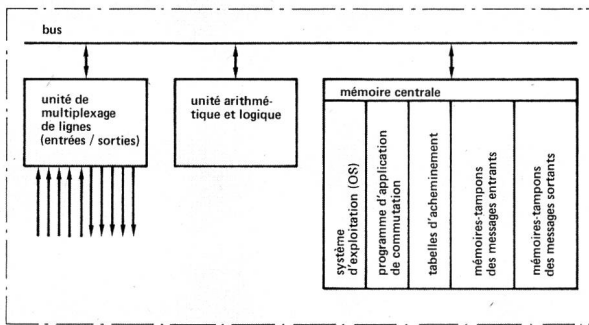 bus
unité de
multiplexage
de lignes
(entrées / sorties)
unité arithmé-
tique et logique
mémoire centrale
système
d'exploitation (OS)
programme d'application
de commutation
tabelles d'acheminement
mémoires-tampons
des messages entrants
mémoires-tampons
des messages sortants